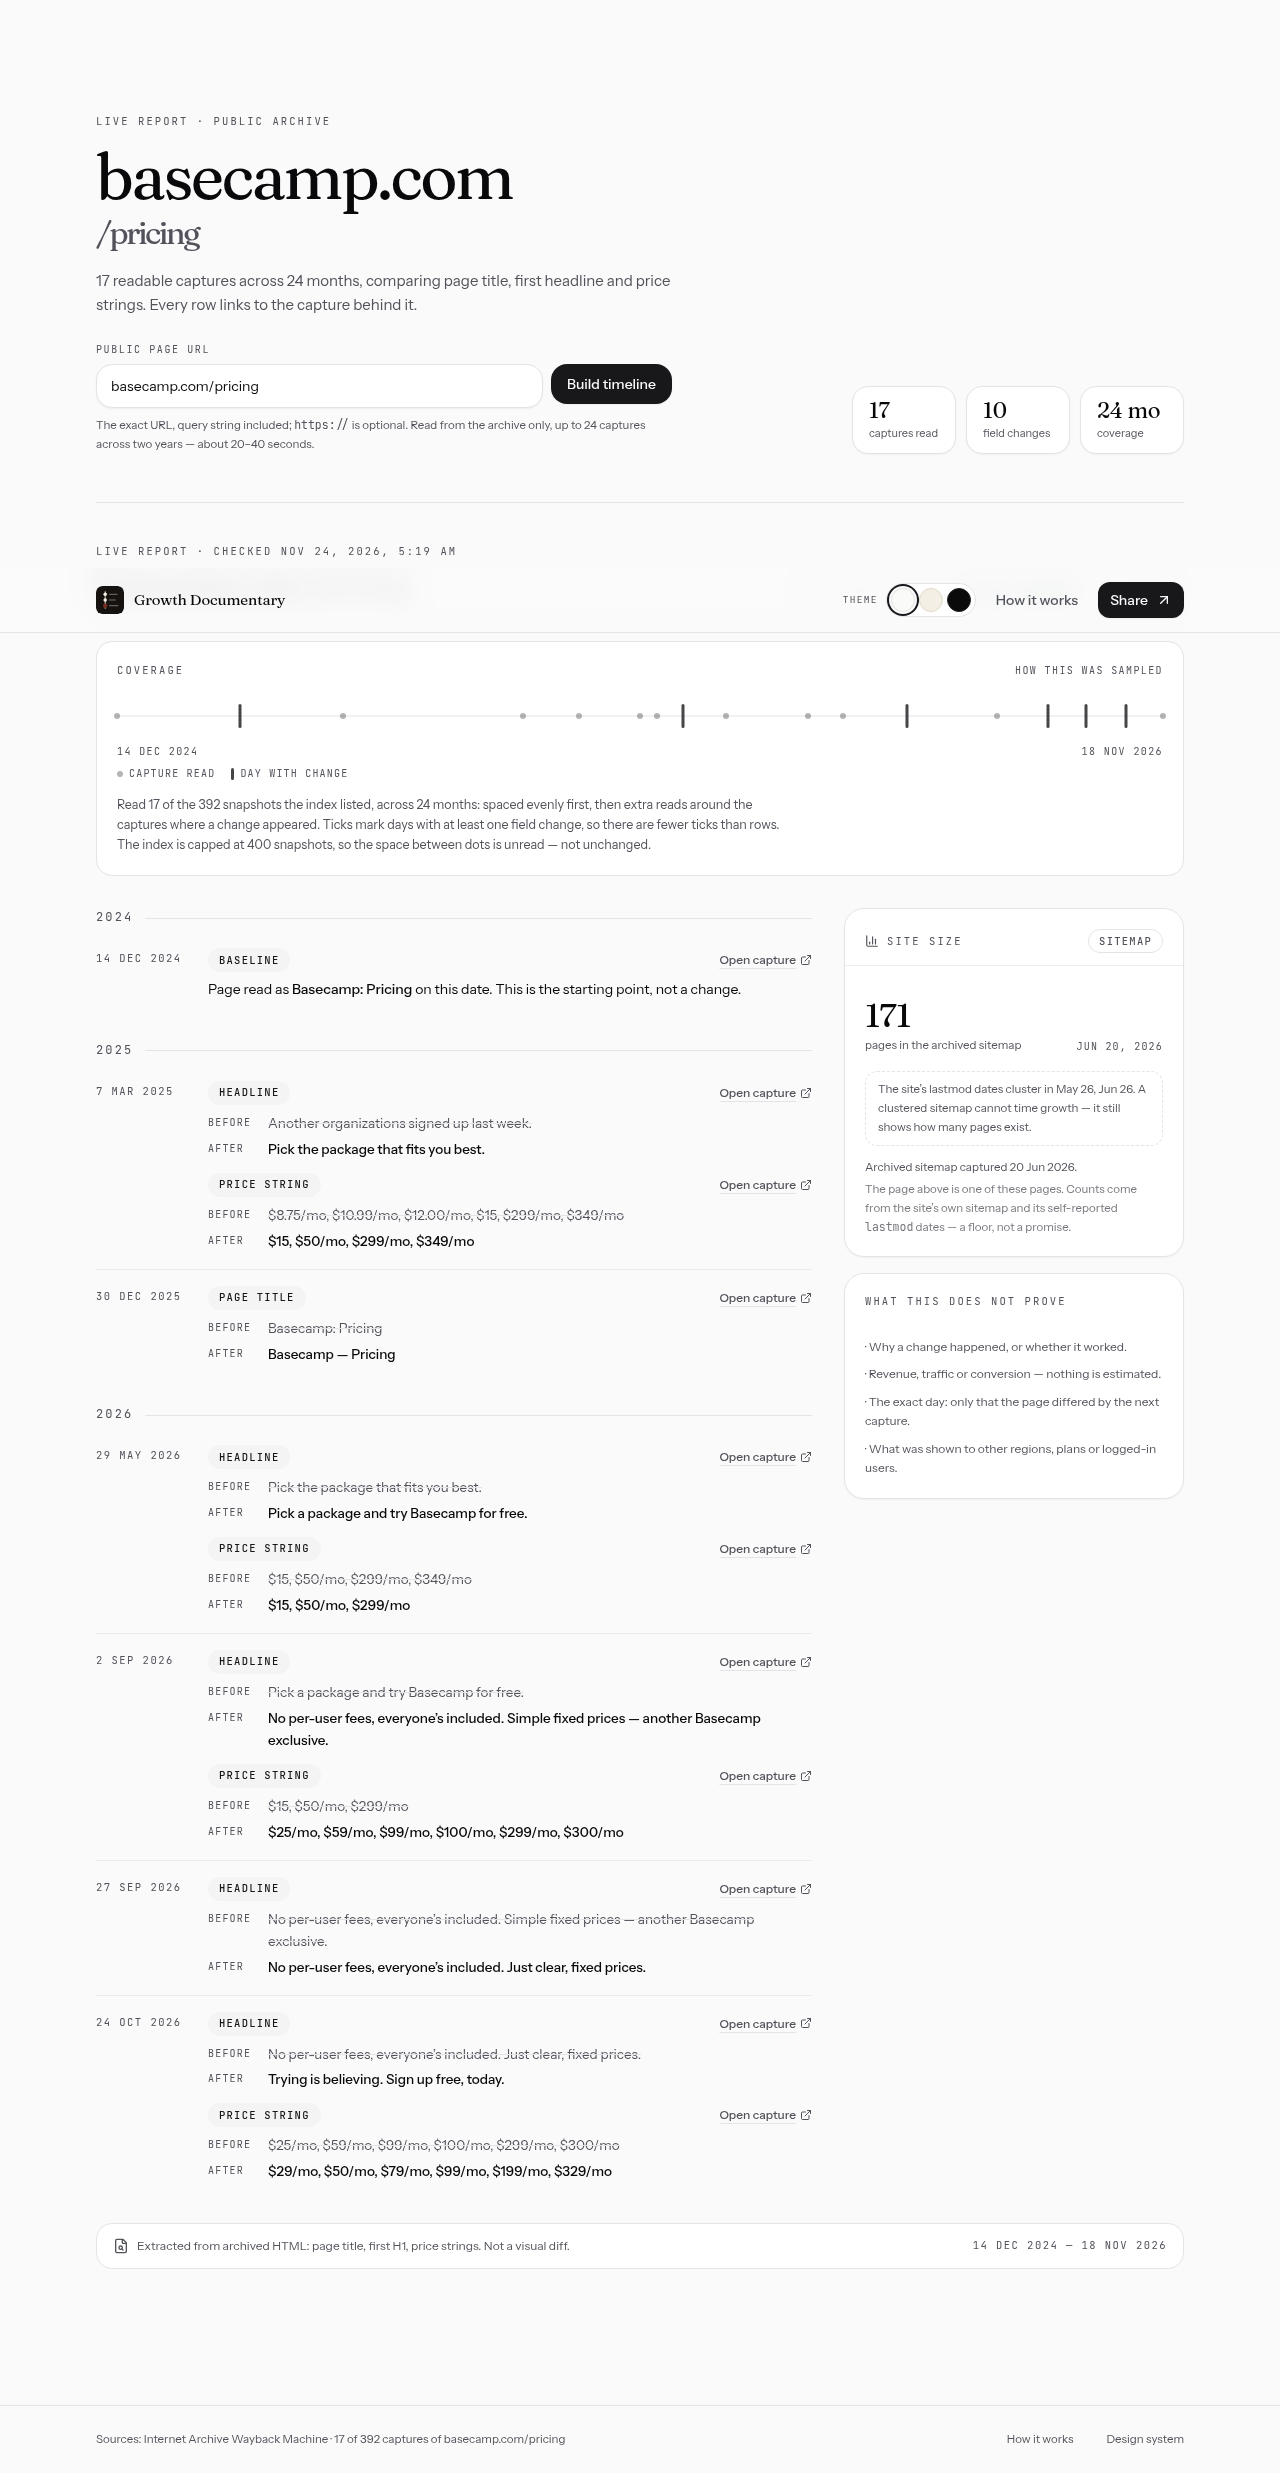 LIVE REPORT · PUBLIC ARCHIVE
basecamp.com
/pricing
17 readable captures across 24 months, comparing page title, first headline and price
strings. Every row links to the capture behind it.
PUBLIC PAGE URL
basecamp.com/pricing
Build timeline
The exact URL, query string included; https:// is optional. Read from the archive only, up to 24 captures
across two years — about 20–40 seconds.
17
captures read
10
field changes
24 mo
coverage
LIVE REPORT · CHECKED NOV 24, 2026, 5:19 AM
Growth Documentary
THEME
How it works
Share
COVERAGE
HOW THIS WAS SAMPLED
14 DEC 2024
18 NOV 2026
CAPTURE READ
DAY WITH CHANGE
Read 17 of the 392 snapshots the index listed, across 24 months: spaced evenly first, then extra reads around the
captures where a change appeared. Ticks mark days with at least one field change, so there are fewer ticks than rows.
The index is capped at 400 snapshots, so the space between dots is unread — not unchanged.
2024
14 DEC 2024
BASELINE
Open capture
Page read as Basecamp: Pricing on this date. This is the starting point, not a change.
2025
7 MAR 2025
HEADLINE
Open capture
BEFORE Another organizations signed up last week.
AFTER Pick the package that fits you best.
PRICE STRING
Open capture
BEFORE $8.75/mo, $10.99/mo, $12.00/mo, $15, $299/mo, $349/mo
AFTER $15, $50/mo, $299/mo, $349/mo
30 DEC 2025
PAGE TITLE
Open capture
BEFORE Basecamp: Pricing
AFTER Basecamp — Pricing
2026
29 MAY 2026
HEADLINE
Open capture
BEFORE Pick the package that fits you best.
AFTER Pick a package and try Basecamp for free.
PRICE STRING
Open capture
BEFORE $15, $50/mo, $299/mo, $349/mo
AFTER $15, $50/mo, $299/mo
2 SEP 2026
HEADLINE
Open capture
BEFORE Pick a package and try Basecamp for free.
AFTER No per-user fees, everyone’s included. Simple fixed prices — another Basecamp
exclusive.
PRICE STRING
Open capture
BEFORE $15, $50/mo, $299/mo
AFTER $25/mo, $59/mo, $99/mo, $100/mo, $299/mo, $300/mo
27 SEP 2026
HEADLINE
Open capture
BEFORE No per-user fees, everyone’s included. Simple fixed prices — another Basecamp
exclusive.
AFTER No per-user fees, everyone’s included. Just clear, fixed prices.
24 OCT 2026
HEADLINE
Open capture
BEFORE No per-user fees, everyone’s included. Just clear, fixed prices.
AFTER Trying is believing. Sign up free, today.
PRICE STRING
Open capture
BEFORE $25/mo, $59/mo, $99/mo, $100/mo, $299/mo, $300/mo
AFTER $29/mo, $50/mo, $79/mo, $99/mo, $199/mo, $329/mo
SITE SIZE
SITEMAP
171
pages in the archived sitemap
JUN 20, 2026
The site’s lastmod dates cluster in May 26, Jun 26. A
clustered sitemap cannot time growth — it still
shows how many pages exist.
Archived sitemap captured 20 Jun 2026.
The page above is one of these pages. Counts come
from the site’s own sitemap and its self-reported
lastmod dates — a floor, not a promise.
WHAT THIS DOES NOT PROVE
· Why a change happened, or whether it worked.
· Revenue, traffic or conversion — nothing is estimated.
· The exact day: only that the page differed by the next
capture.
· What was shown to other regions, plans or logged-in
users.
Extracted from archived HTML: page title, first H1, price strings. Not a visual diff.
14 DEC 2024 — 18 NOV 2026
Sources: Internet Archive Wayback Machine · 17 of 392 captures of basecamp.com/pricing
How it works
Design system